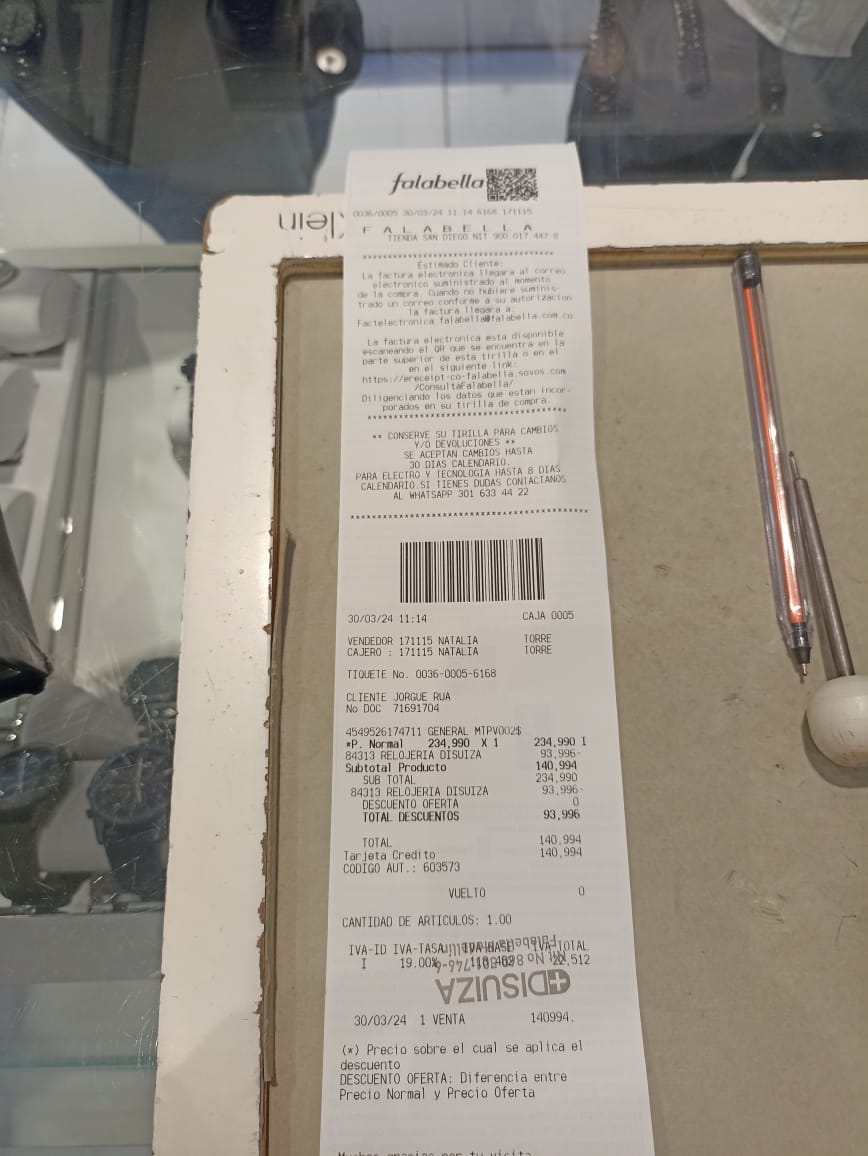 falabella
0036/0005 30/03/24 11:14 6168 171115
F A L A B E L L A
TIENDA SAN DIEGO NIT 900.017.447-8
******************************************
Estimado Cliente:
La factura electronica llegara al correo
electronico suministrado al momento
de la compra. Cuando no hubiere suminis-
trado un correo conforme a su autorizacion
la factura llegara a:
Factelectronica.falabella@falabella.com.co
La factura electronica esta disponible
escaneando el QR que se encuentra en la
parte superior de esta tirilla o en el
en el siguiente link:
https://ereceipt-co-falabella.sovos.com
/ConsultaFalabella/
Diligenciando los datos que estan incor-
porados en su tirilla de compra.
******************************************
** CONSERVE SU TIRILLA PARA CAMBIOS
Y/O DEVOLUCIONES **
SE ACEPTAN CAMBIOS HASTA
30 DIAS CALENDARIO.
PARA ELECTRO Y TECNOLOGIA HASTA 8 DIAS
CALENDARIO.SI TIENES DUDAS CONTACTANOS
AL WHATSAPP 301 633 44 22
******************************************
30/03/24 11:14 CAJA 0005
VENDEDOR 171115 NATALIA TORRE
CAJERO : 171115 NATALIA TORRE
TIQUETE No. 0036-0005-6168
CLIENTE JORGUE RUA
No DOC 71691704
4549526174711 GENERAL MTPV002$
*P. Normal 234,990 X 1 234,990 I
84313 RELOJERIA DISUIZA 93,996-
Subtotal Producto 140,994
SUB TOTAL 234,990
84313 RELOJERIA DISUIZA 93,996-
DESCUENTO OFERTA 0
TOTAL DESCUENTOS 93,996
TOTAL 140,994
Tarjeta Credito 140,994
CODIGO AUT.: 603573
VUELTO 0
CANTIDAD DE ARTICULOS: 1.00
IVA-ID IVA-TASA IVA-BASE IVA-TOTAL
I 19.00% 22,512
DISUIZA
30/03/24 1 VENTA 140994.
(*) Precio sobre el cual se aplica el
descuento
DESCUENTO OFERTA: Diferencia entre
Precio Normal y Precio Oferta
Muchas gracias por tu visita
klein